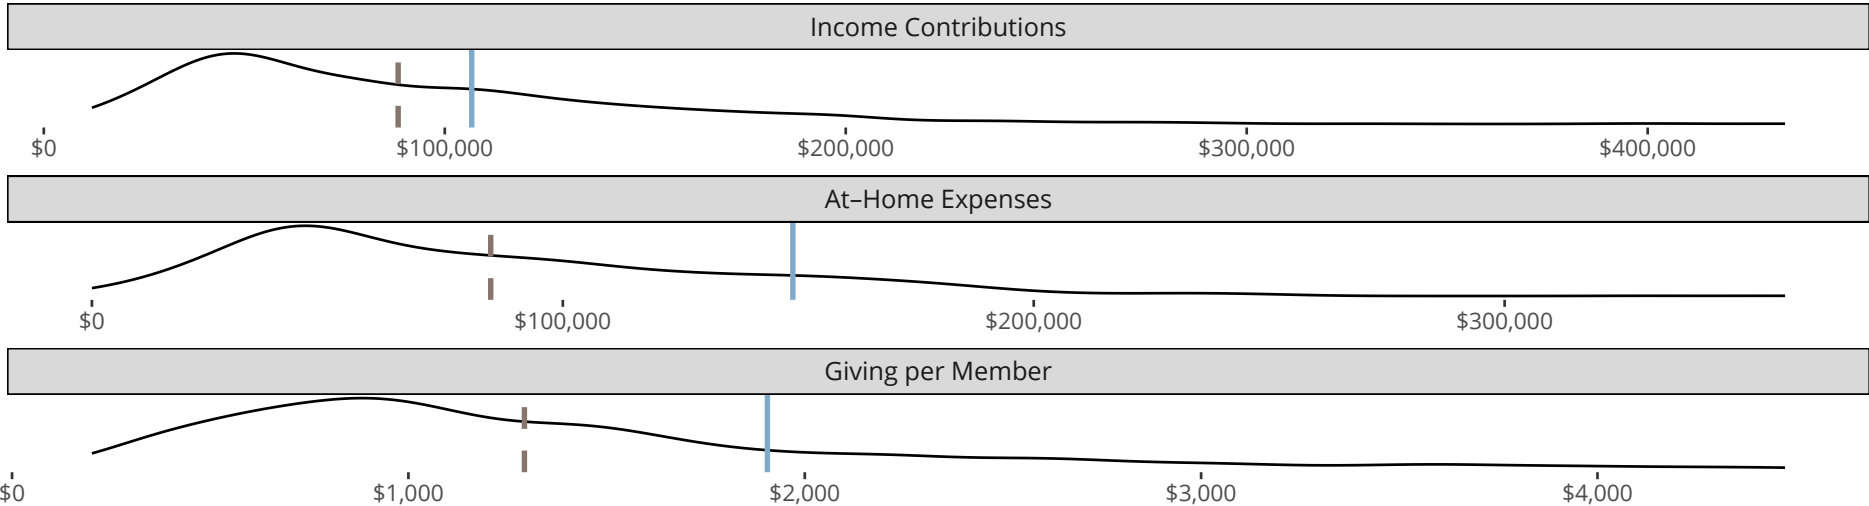 Income Contributions
$0 $100,000 $200,000 $300,000 $400,000
At–Home Expenses
$0 $100,000 $200,000 $300,000
Giving per Member
$0 $1,000 $2,000 $3,000 $4,000